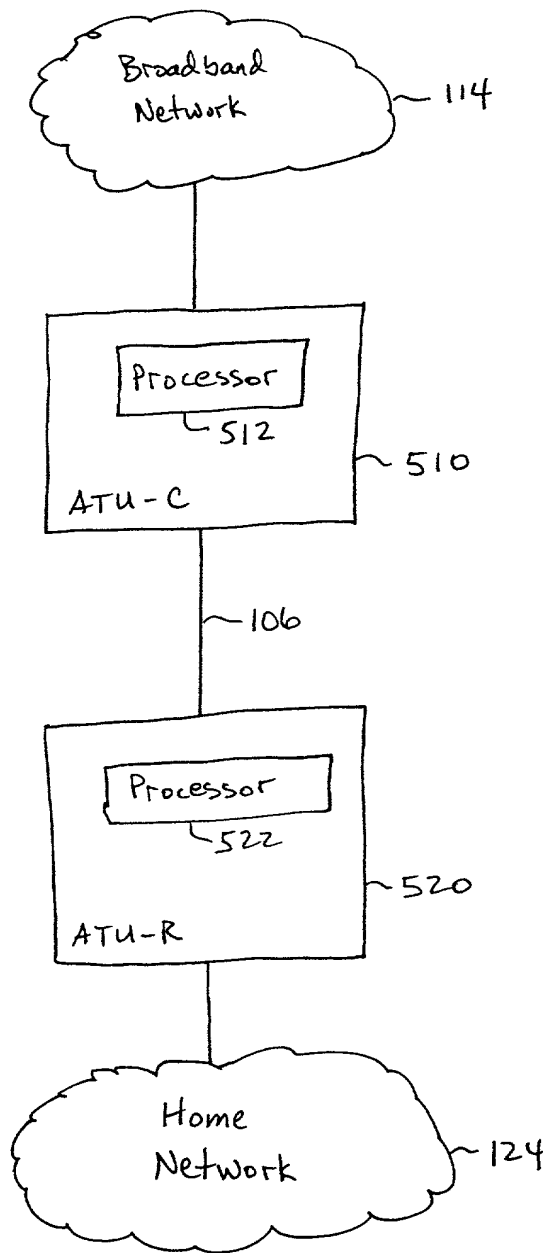 Broadband
Network
114
Processor
512
510
ATU-C
106
Processor
522
520
ATU-R
Home
Network
124